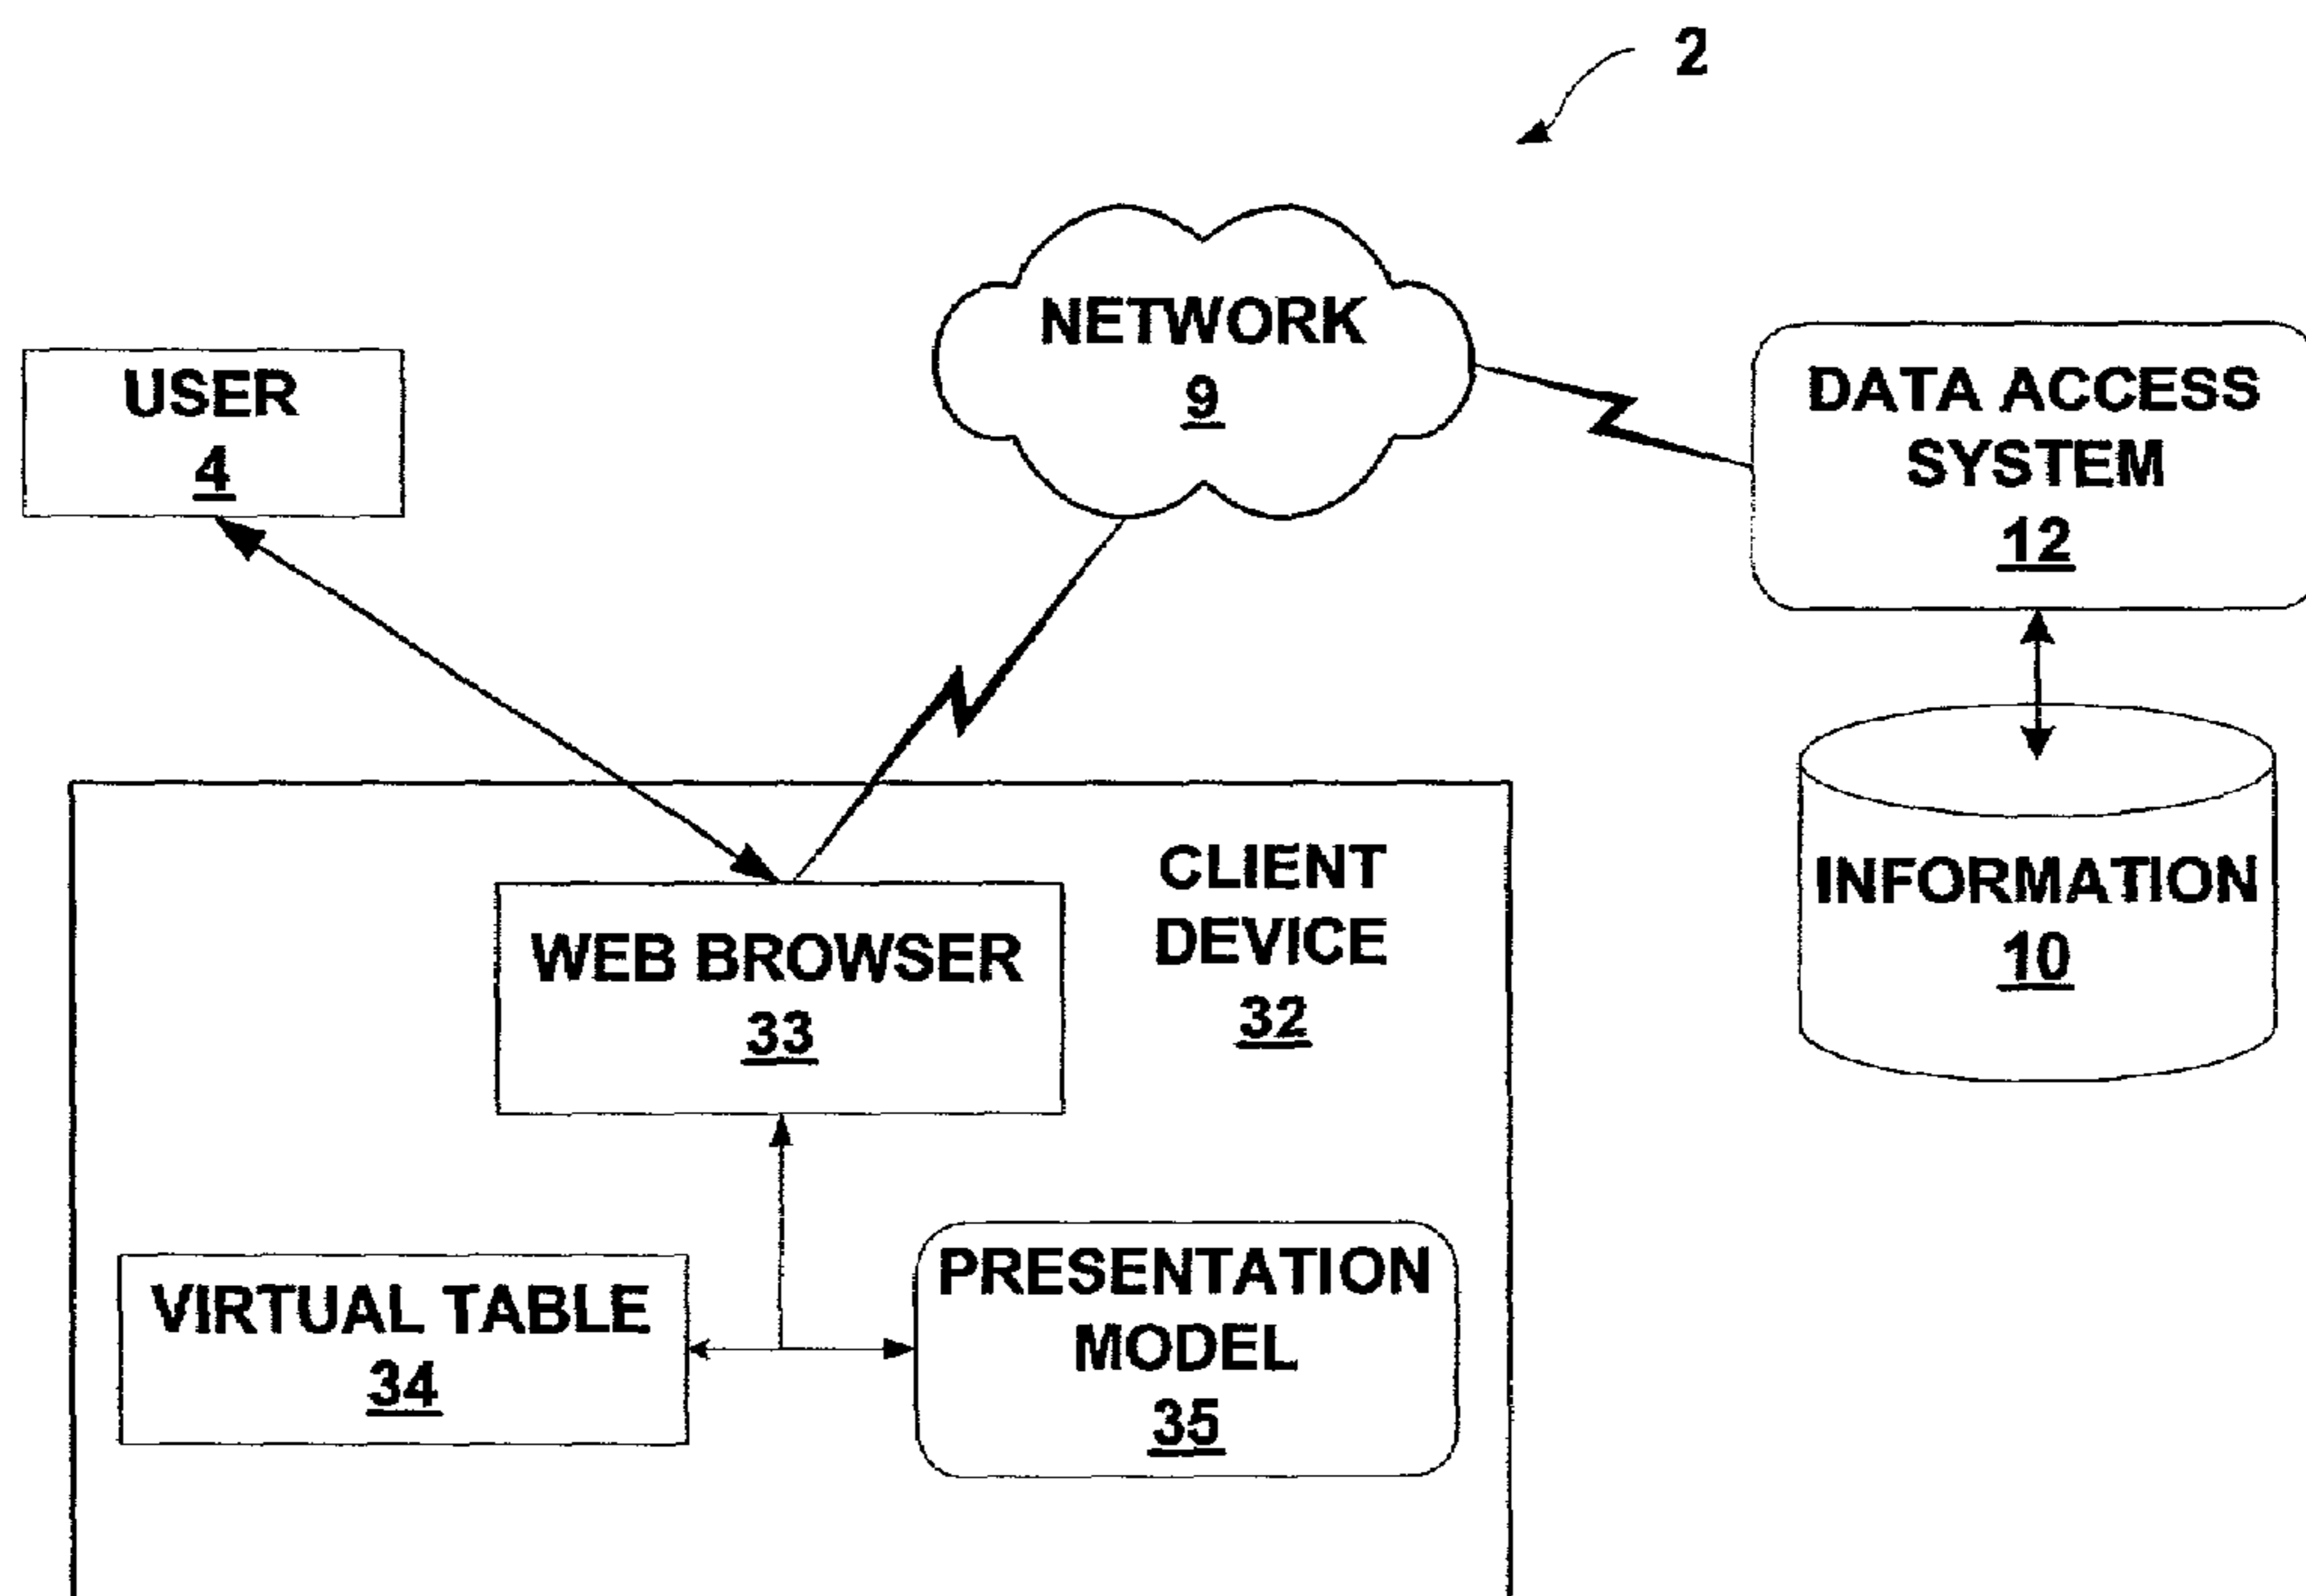 2
NETWORK
9
USER
4
DATA ACCESS
SYSTEM
12
CLIENT
DEVICE
32
INFORMATION
10
WEB BROWSER
33
VIRTUAL TABLE
34
PRESENTATION
MODEL
35